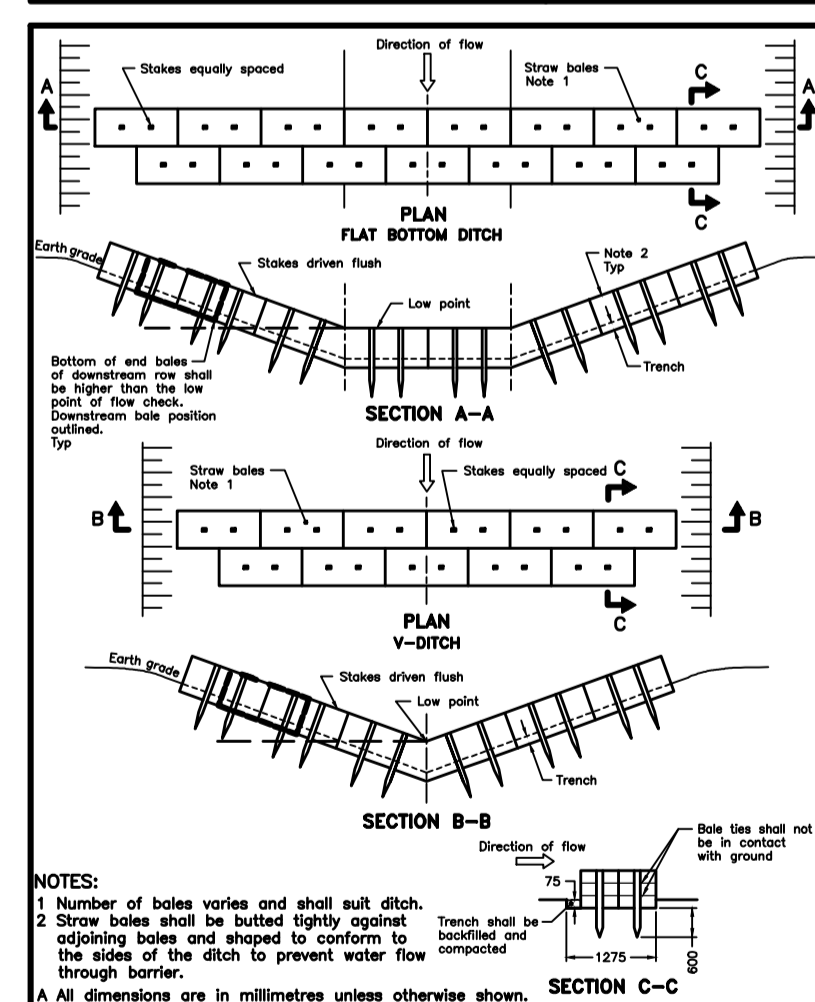 Direction of flow
A
Stakes equally spaced
Straw bales
Note 1
C
A
C
PLAN
FLAT BOTTOM DITCH
Earth grade
Stakes driven flush
Note 2
Typ
Low point
Trench
Bottom of end bales
of downstream row shall
be higher than the low
point of flow check.
Downstream bale position
outlined.
Typ
SECTION A-A
Direction of flow
Straw bales
Note 1
Stakes equally spaced
C
B
B
C
PLAN
V-DITCH
Earth grade
Stakes driven flush
Low point
Trench
SECTION B-B
Direction of flow
Bale ties shall not
be in contact
with ground
75
Trench shall be
backfilled and
compacted
1275
600
SECTION C-C
NOTES:
1 Number of bales varies and shall suit ditch.
2 Straw bales shall be butted tightly against
adjoining bales and shaped to conform to
the sides of the ditch to prevent water flow
through barrier.
A All dimensions are in millimetres unless otherwise shown.